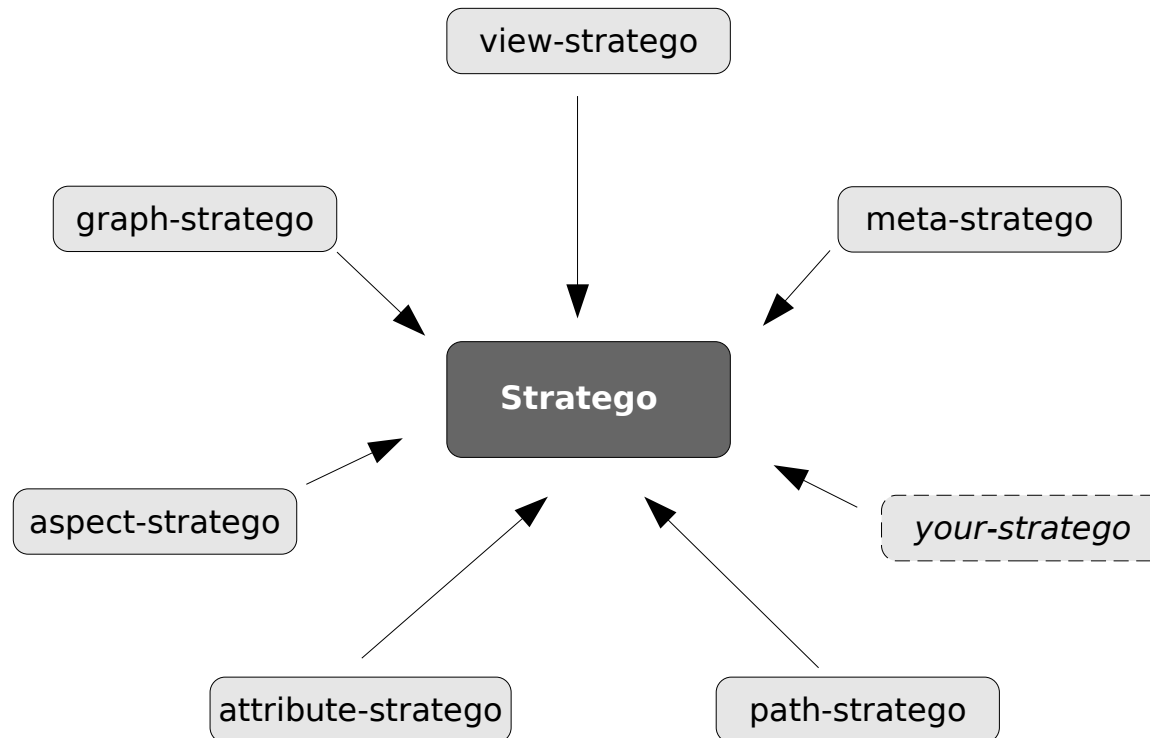 view-stratego
graph-stratego
meta-stratego
Stratego
aspect-stratego
your-stratego
attribute-stratego
path-stratego